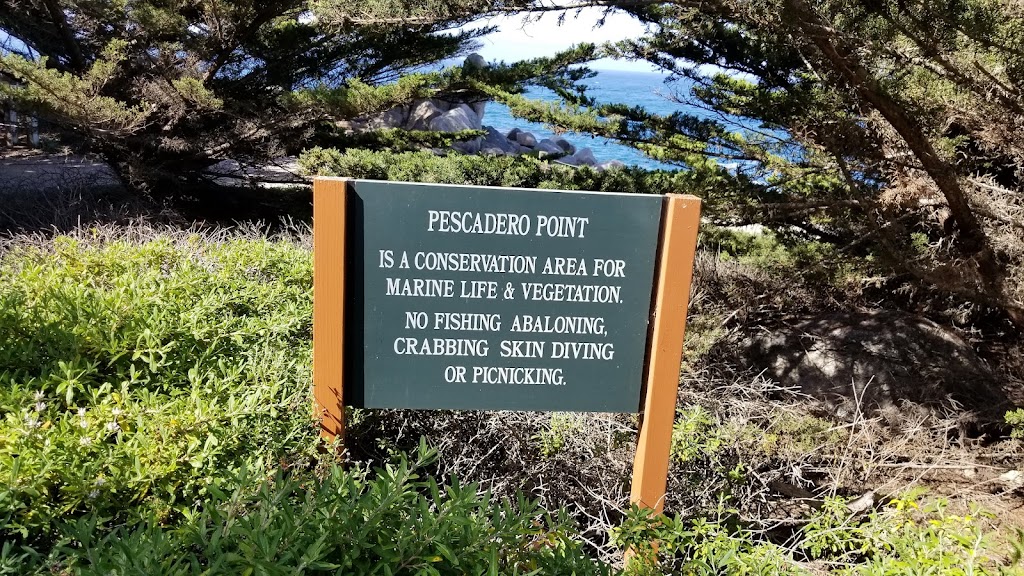 PESCADERO POINT
IS A CONSERVATION AREA FOR
MARINE LIFE & VEGETATION.
NO FISHING ABALONING,
CRABBING SKIN DIVING
OR PICNICKING.